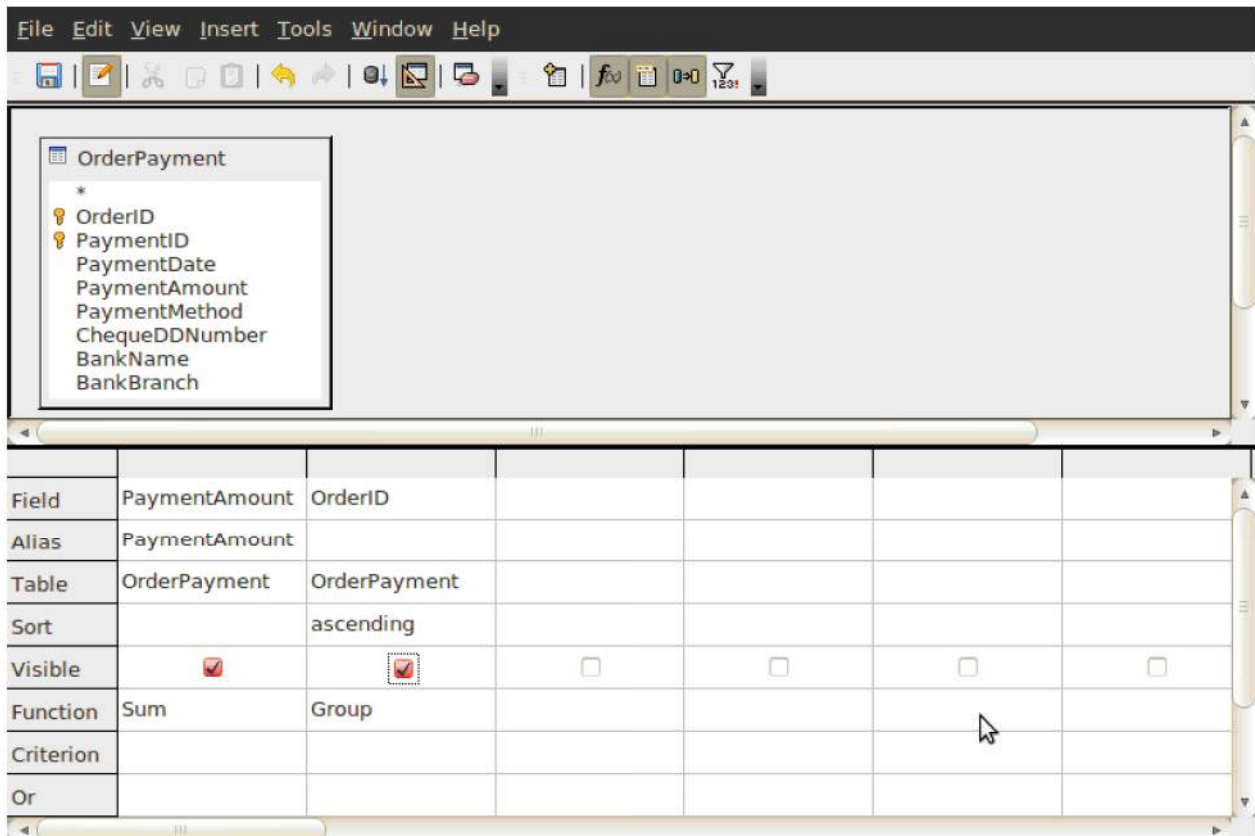 File Edit View Insert Tools Window Help
f(x) 123!
OrderPayment
*
OrderID
PaymentID
PaymentDate
PaymentAmount
PaymentMethod
ChequeDDNumber
BankName
BankBranch
Field PaymentAmount OrderID
Alias PaymentAmount
Table OrderPayment OrderPayment
Sort ascending
Visible
Function Sum Group
Criterion
Or